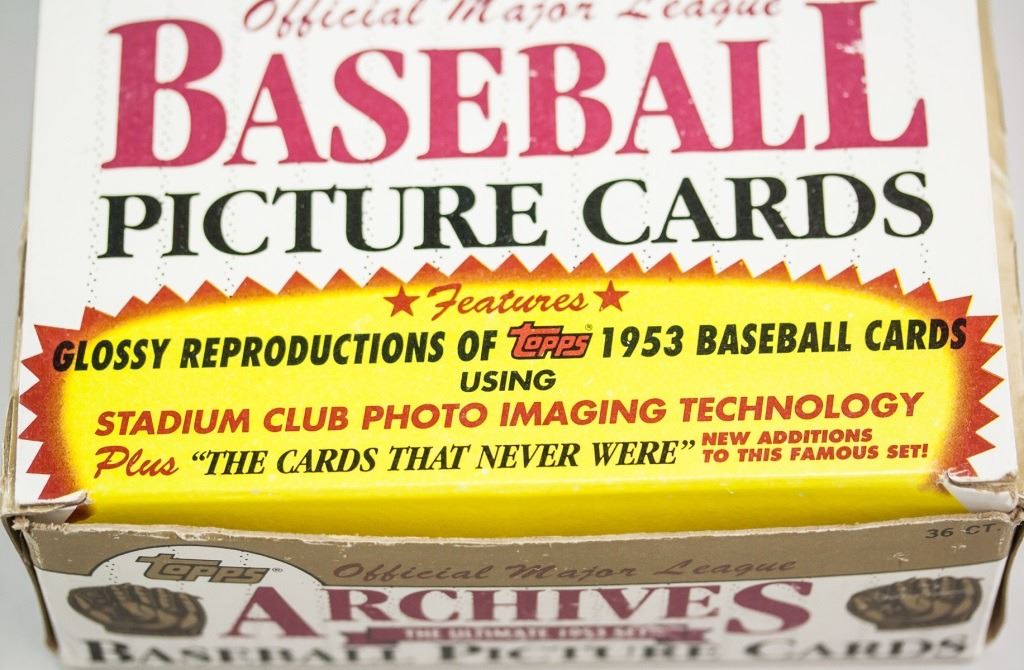 Official Major League
BASEBALL
PICTURE CARDS
★ Features ★
GLOSSY REPRODUCTIONS OF Topps® 1953 BASEBALL CARDS
USING
STADIUM CLUB PHOTO IMAGING TECHNOLOGY
Plus "THE CARDS THAT NEVER WERE" NEW ADDITIONS
TO THIS FAMOUS SET!
36 CT.
Topps®
Official Major League
ARCHIVES
THE ULTIMATE 1953 SET
BASEBALL PICTURE CARDS